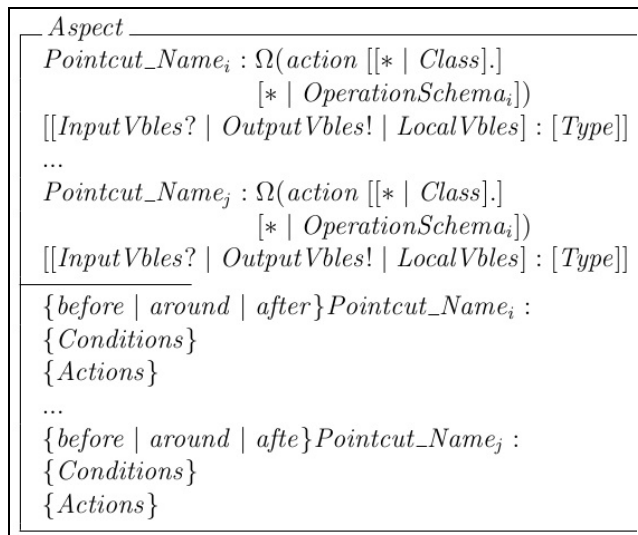 Aspect
Pointcut_Name_i : Ω(action [[* | Class].]
[* | OperationSchema_i])
[[InputVbles? | OutputVbles! | LocalVbles] : [Type]]
...
Pointcut_Name_j : Ω(action [[* | Class].]
[* | OperationSchema_i])
[[InputVbles? | OutputVbles! | LocalVbles] : [Type]]
{before | around | after}Pointcut_Name_i :
{Conditions}
{Actions}
...
{before | around | afte}Pointcut_Name_j :
{Conditions}
{Actions}